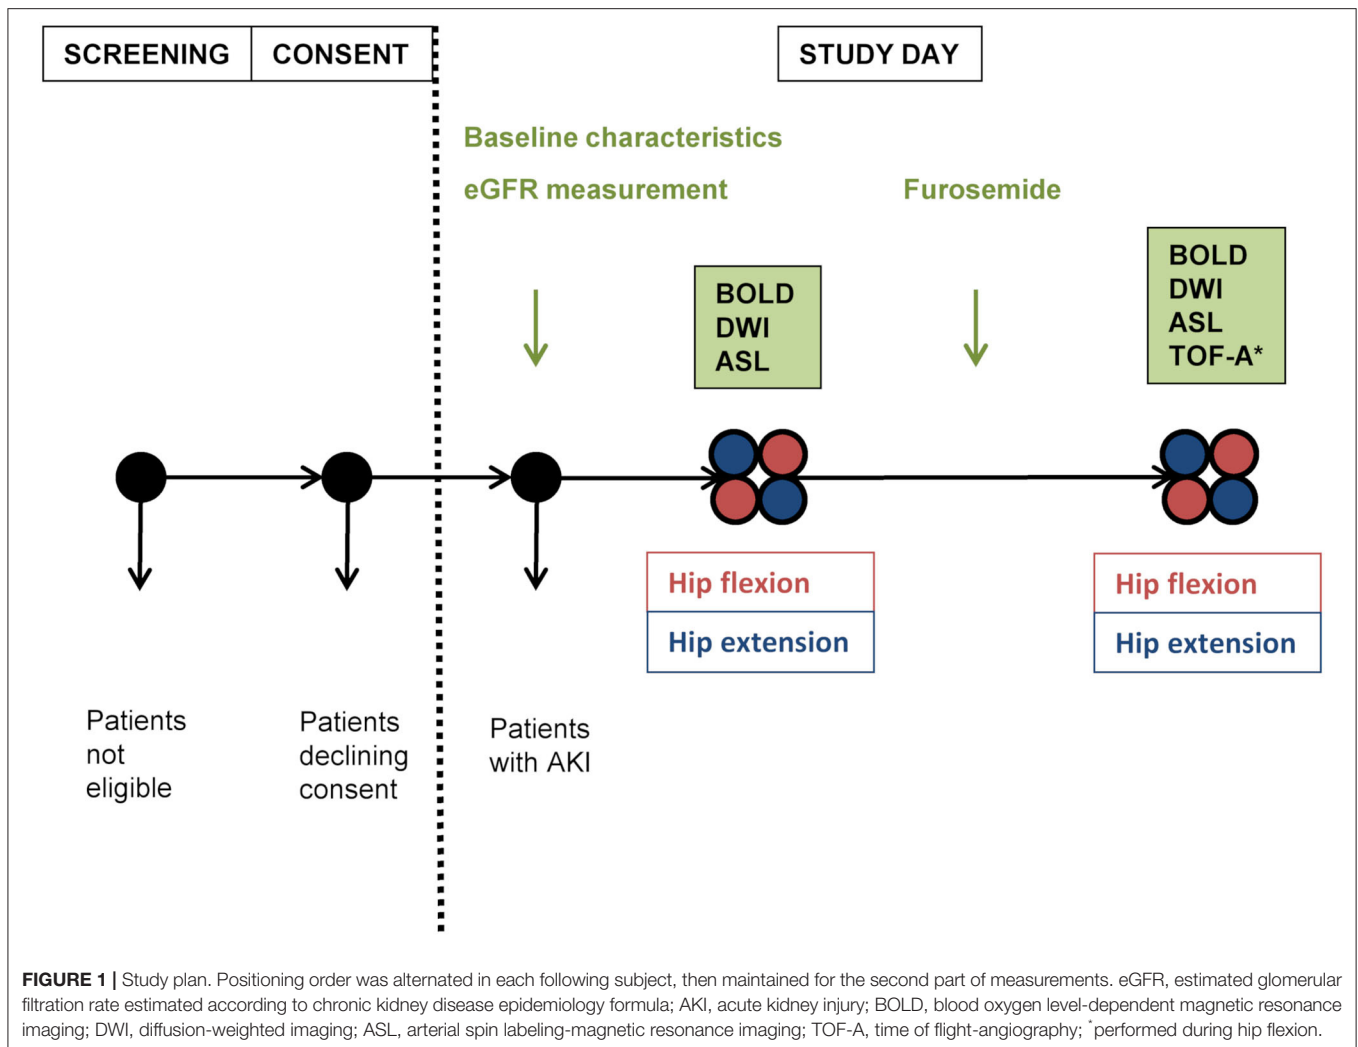 SCREENING
CONSENT
STUDY DAY
Baseline characteristics
eGFR measurement
Furosemide
BOLD
DWI
ASL
BOLD
DWI
ASL
TOF-A*
Hip flexion
Hip extension
Hip flexion
Hip extension
Patients
not
eligible
Patients
declining
consent
Patients
with AKI
FIGURE 1 | Study plan. Positioning order was alternated in each following subject, then maintained for the second part of measurements. eGFR, estimated glomerular
filtration rate estimated according to chronic kidney disease epidemiology formula; AKI, acute kidney injury; BOLD, blood oxygen level-dependent magnetic resonance
imaging; DWI, diffusion-weighted imaging; ASL, arterial spin labeling-magnetic resonance imaging; TOF-A, time of flight-angiography; *performed during hip flexion.